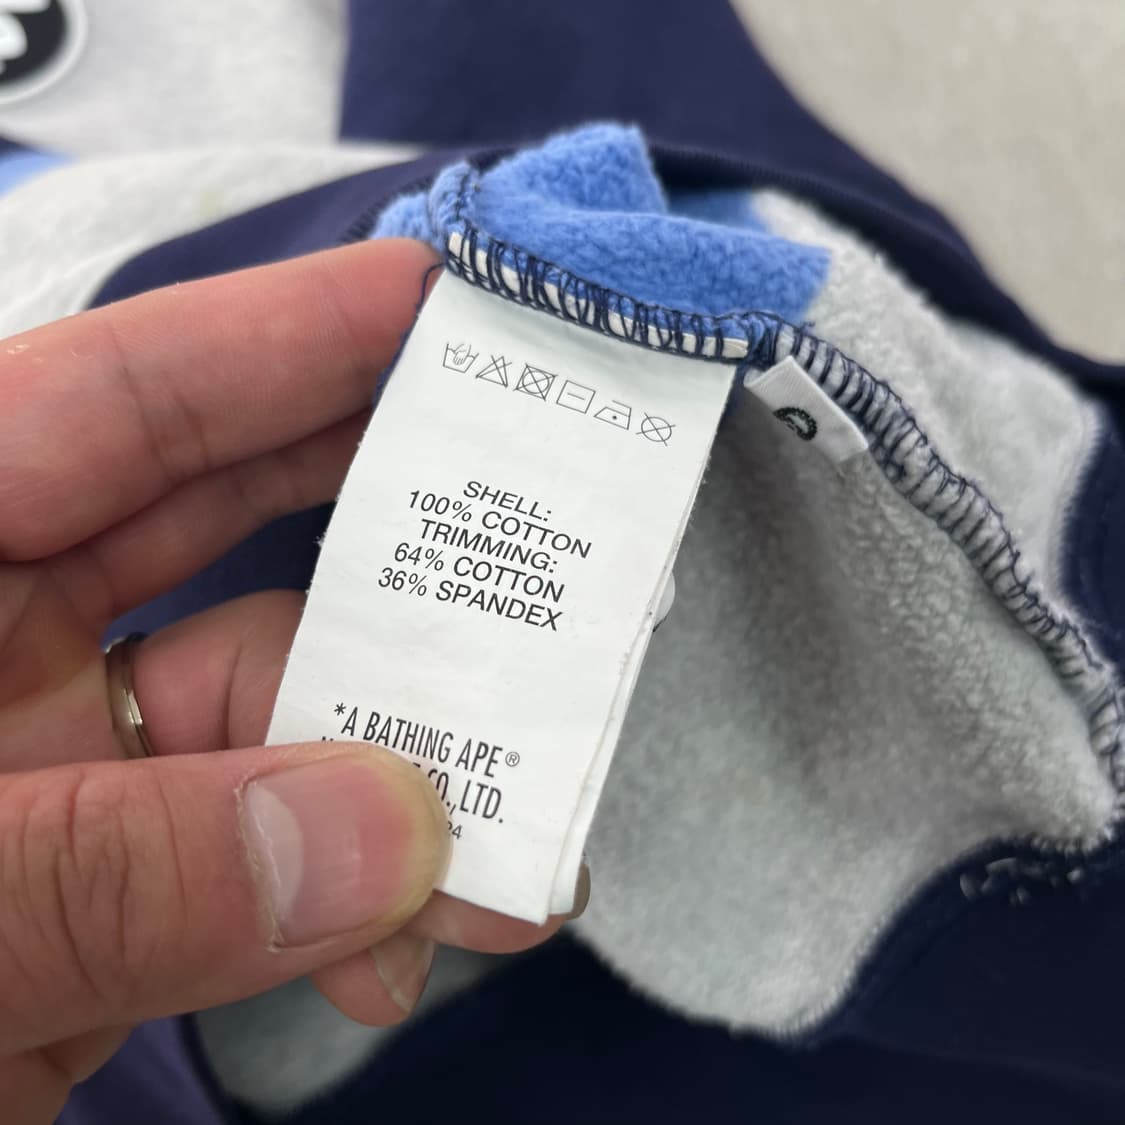 SHELL:
100% COTTON
TRIMMING:
64% COTTON
36% SPANDEX
*A BATHING APE®
CO., LTD.